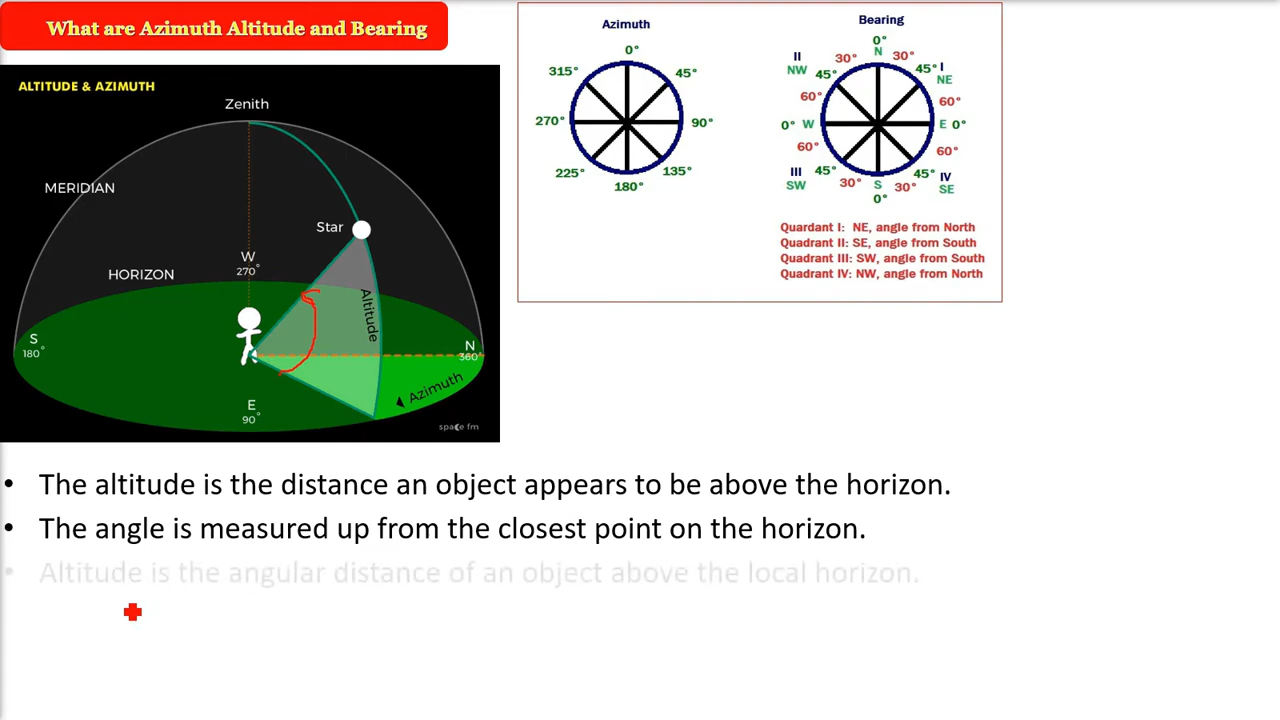 What are Azimuth Altitude and Bearing
ALTITUDE & AZIMUTH
Zenith
MERIDIAN
Star
W
270°
HORIZON
Altitude
S
180°
N
360°
Azimuth
E
90°
space fm
Azimuth
0°
315°
45°
270°
90°
225°
135°
180°
Bearing
0°
N
II
NW
30°
30°
I
NE
45°
45°
60°
60°
0° W
E 0°
60°
60°
III
SW
45°
45°
IV
SE
30°
S
30°
0°
Quardant I: NE, angle from North
Quadrant II: SE, angle from South
Quadrant III: SW, angle from South
Quadrant IV: NW, angle from North
• The altitude is the distance an object appears to be above the horizon.
• The angle is measured up from the closest point on the horizon.
• Altitude is the angular distance of an object above the local horizon.